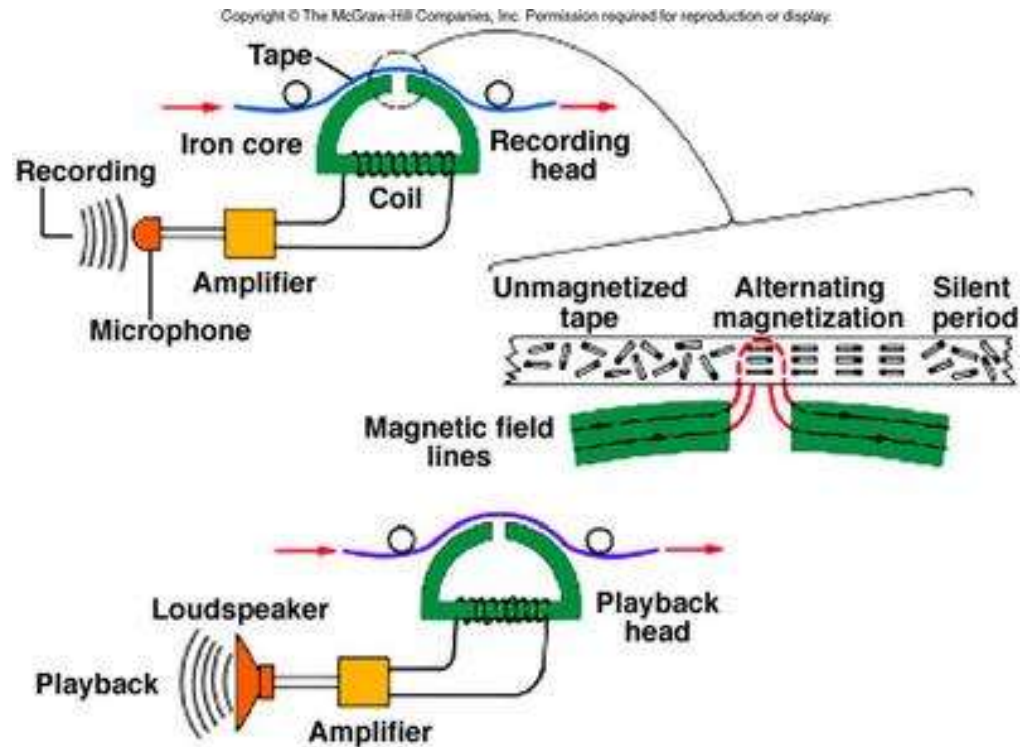 Copyright © The McGraw-Hill Companies, Inc. Permission required for reproduction or display.
Tape
Iron core
Recording
head
Recording
Coil
Amplifier
Microphone
Unmagnetized
tape
Alternating
magnetization
Silent
period
Magnetic field
lines
Loudspeaker
Playback
head
Playback
Amplifier